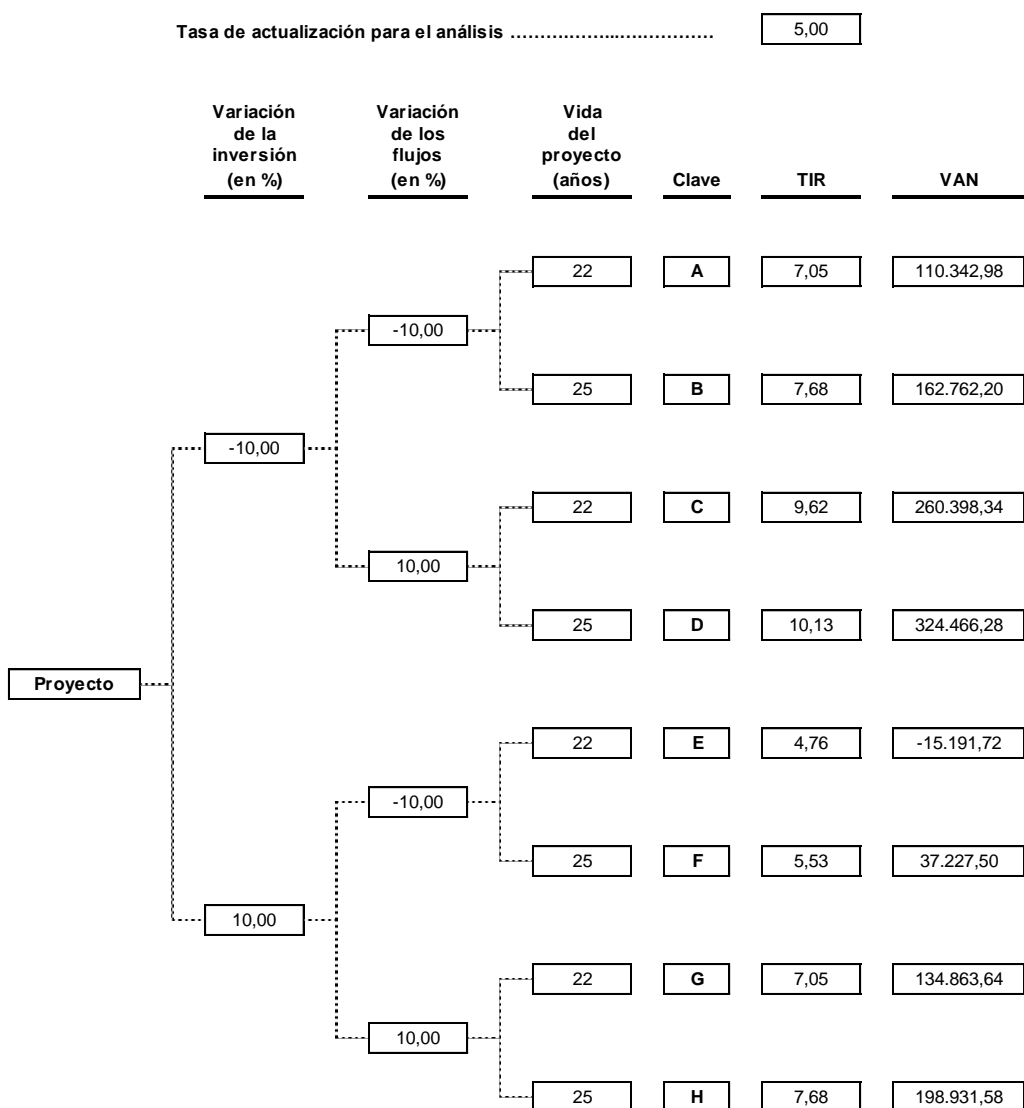 Tasa de actualización para el análisis ……….……...….………… 5,00
Variación de la inversión (en %)
Variación de los flujos (en %)
Vida del proyecto (años)
Clave
TIR
VAN
22 A 7,05 110.342,98
-10,00
25 B 7,68 162.762,20
-10,00
22 C 9,62 260.398,34
10,00
25 D 10,13 324.466,28
Proyecto
22 E 4,76 -15.191,72
-10,00
25 F 5,53 37.227,50
10,00
22 G 7,05 134.863,64
10,00
25 H 7,68 198.931,58